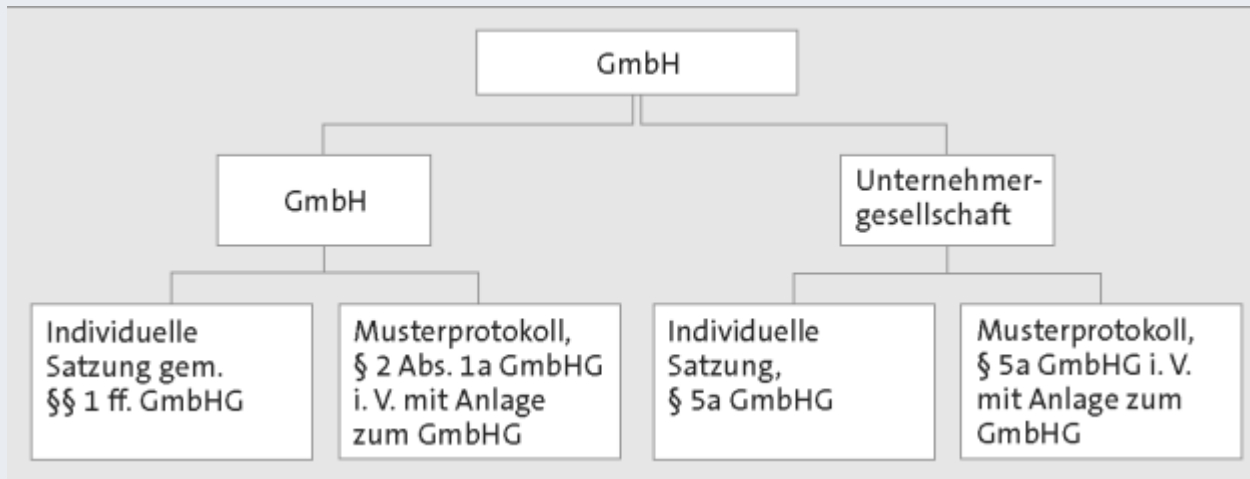 GmbH
GmbH
Unternehmer-
gesellschaft
Individuelle
Satzung gem.
§§ 1 ff. GmbHG
Musterprotokoll,
§ 2 Abs. 1a GmbHG
i. V. mit Anlage
zum GmbHG
Individuelle
Satzung,
§ 5a GmbHG
Musterprotokoll,
§ 5a GmbHG i. V.
mit Anlage zum
GmbHG